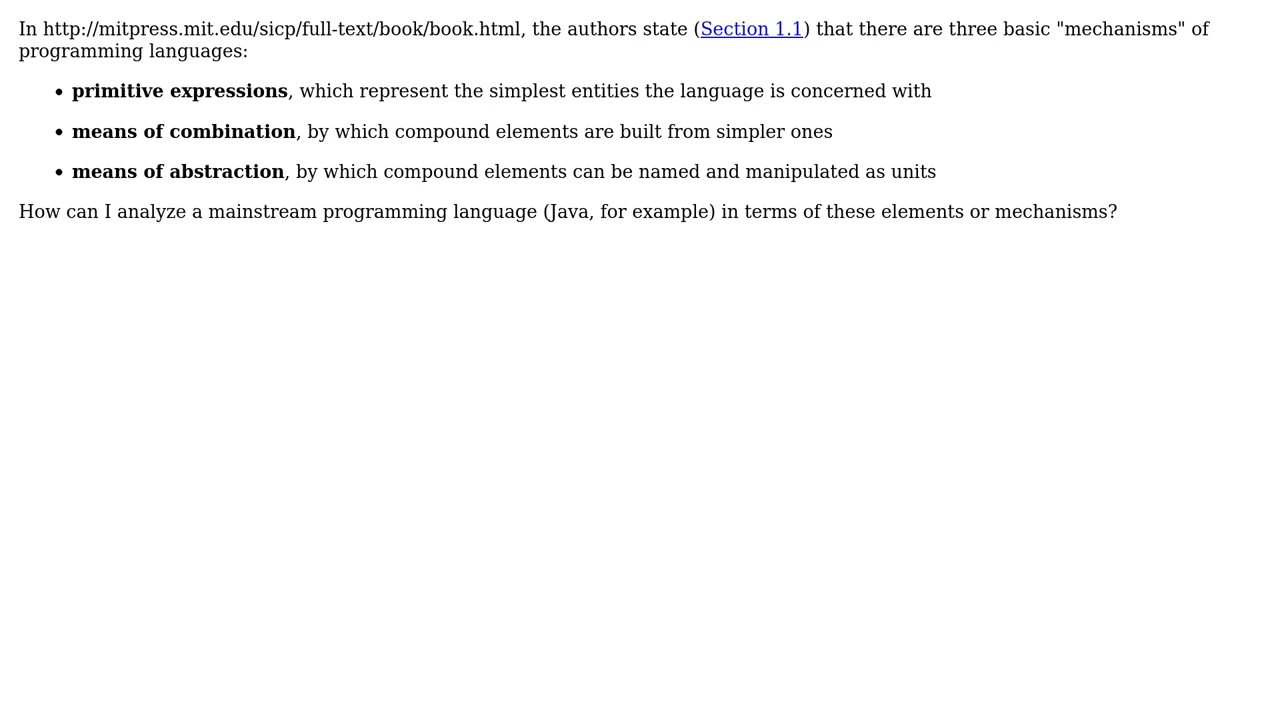 In http://mitpress.mit.edu/sicp/full-text/book/book.html, the authors state (Section 1.1) that there are three basic "mechanisms" of
programming languages:
• primitive expressions, which represent the simplest entities the language is concerned with
• means of combination, by which compound elements are built from simpler ones
• means of abstraction, by which compound elements can be named and manipulated as units
How can I analyze a mainstream programming language (Java, for example) in terms of these elements or mechanisms?